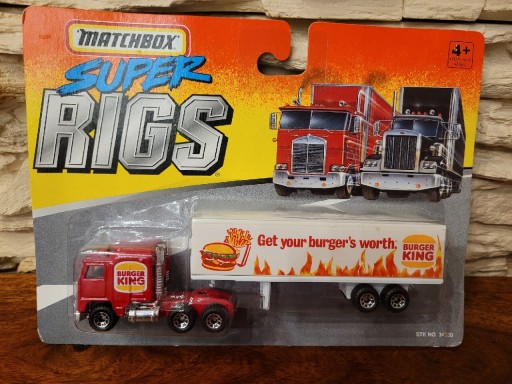 MATCHBOX
SUPER
RIGS
4+
Get your burger's worth.
BURGER
KING
BURGER
KING